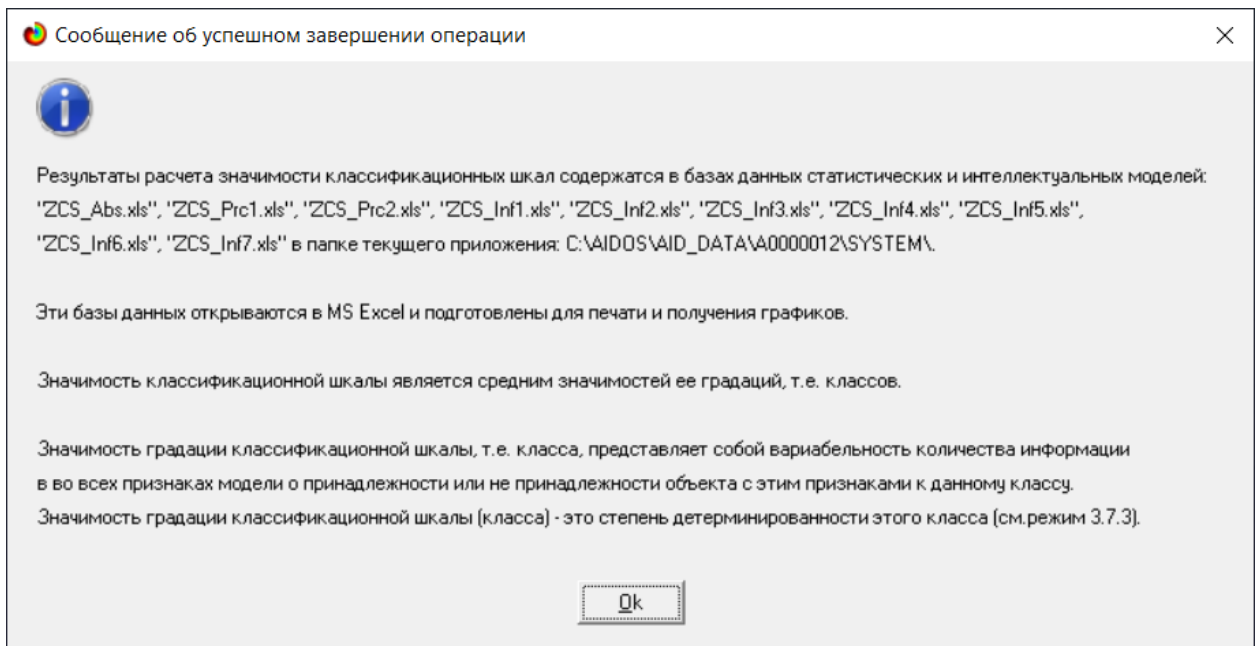 Сообщение об успешном завершении операции
Результаты расчета значимости классификационных шкал содержатся в базах данных статистических и интеллектуальных моделей:
"ZCS_Abs.xls", "ZCS_Prc1.xls", "ZCS_Prc2.xls", "ZCS_Inf1.xls", "ZCS_Inf2.xls", "ZCS_Inf3.xls", "ZCS_Inf4.xls", "ZCS_Inf5.xls",
"ZCS_Inf6.xls", "ZCS_Inf7.xls" в папке текущего приложения: C:\AIDOS\AID_DATA\A0000012\SYSTEM\.
Эти базы данных открываются в MS Excel и подготовлены для печати и получения графиков.
Значимость классификационной шкалы является средним значимостей ее градаций, т.е. классов.
Значимость градации классификационной шкалы, т.е. класса, представляет собой вариабельность количества информации
в во всех признаках модели о принадлежности или не принадлежности объекта с этим признаками к данному классу.
Значимость градации классификационной шкалы (класса) - это степень детерминированности этого класса (см.режим 3.7.3).
Ok